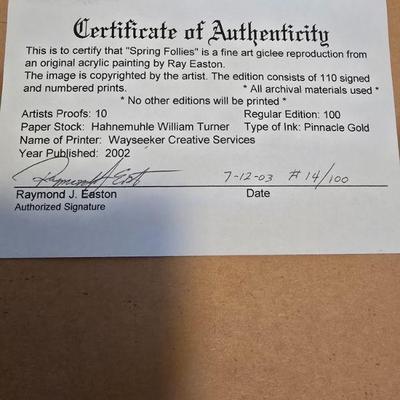 Certificate of Authenticity
This is to certify that "Spring Follies" is a fine art giclee reproduction from
an original acrylic painting by Ray Easton.
The image is copyrighted by the artist. The edition consists of 110 signed
and numbered prints. * All archival materials used *
* No other editions will be printed *
Artists Proofs: 10 Regular Edition: 100
Paper Stock: Hahnemuhle William Turner Type of Ink: Pinnacle Gold
Name of Printer: Wayseeker Creative Services
Year Published: 2002
7-12-03 #14/100
Raymond J. Easton Date
Authorized Signature